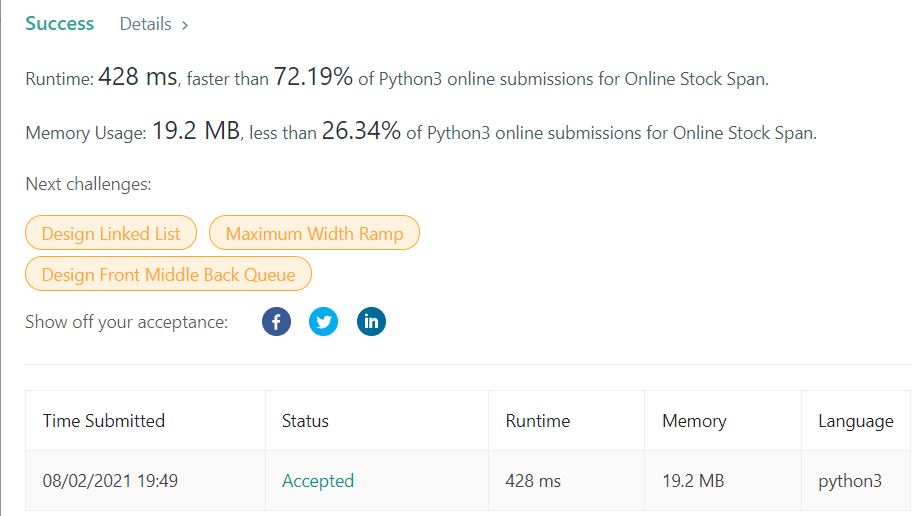 Success Details >
Runtime: 428 ms, faster than 72.19% of Python3 online submissions for Online Stock Span.
Memory Usage: 19.2 MB, less than 26.34% of Python3 online submissions for Online Stock Span.
Next challenges:
Design Linked List Maximum Width Ramp
Design Front Middle Back Queue
Show off your acceptance: f in
Time Submitted Status Runtime Memory Language
08/02/2021 19:49 Accepted 428 ms 19.2 MB python3